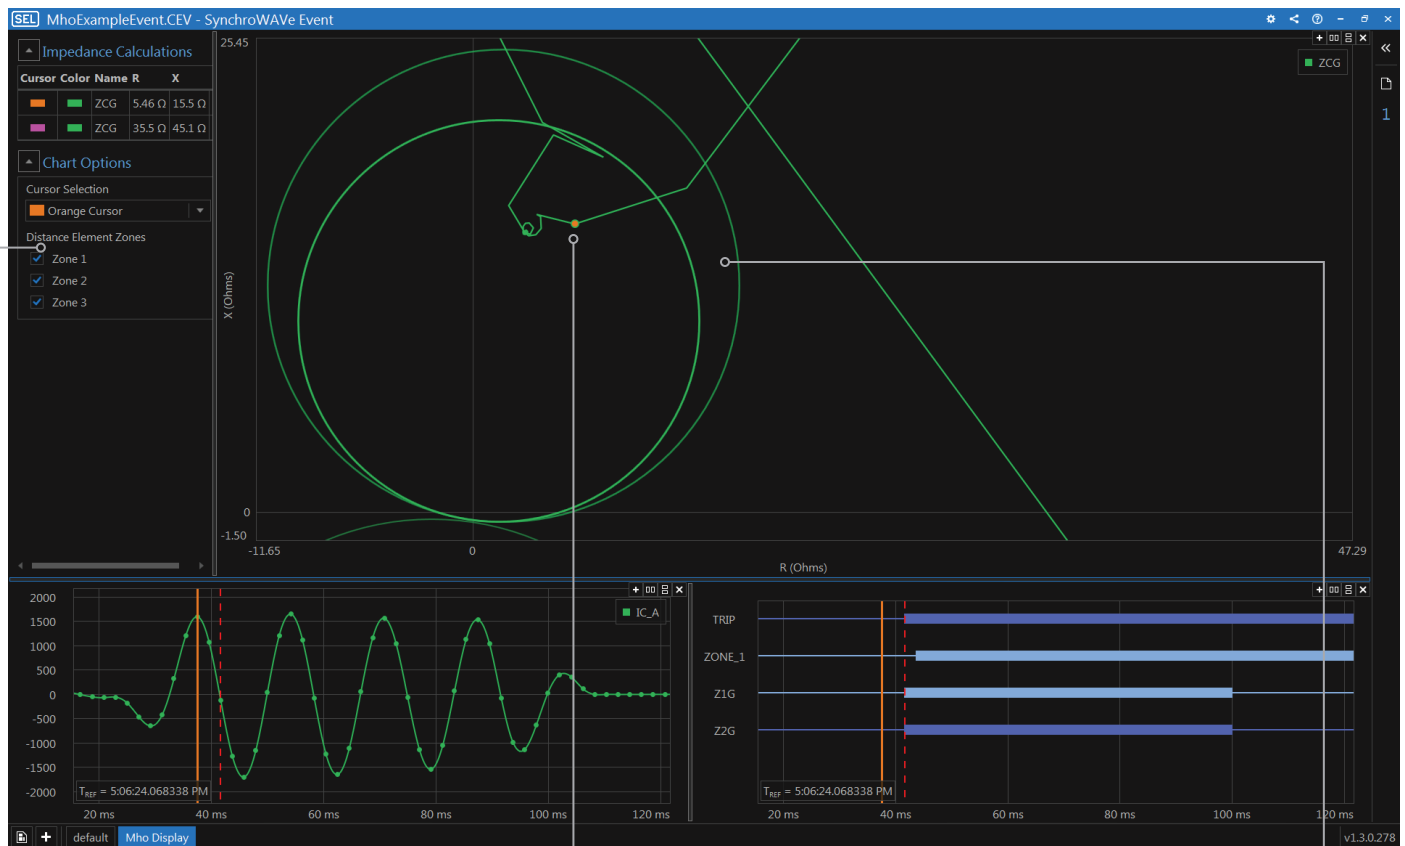 SEL MhoExampleEvent.CEV - SynchroWAVe Event
Impedance Calculations
Cursor Color Name R X
ZCG 5.46 Ω 15.5 Ω
ZCG 35.5 Ω 45.1 Ω
Chart Options
Cursor Selection
Orange Cursor
Distance Element Zones
Zone 1
Zone 2
Zone 3
25.45
ZCG
X (Ohms)
0
-1.50
-11.65 0 47.29
R (Ohms)
1
2000
1500
1000
500
0
-500
-1000
-1500
-2000
IC_A
TREF = 5:06:24.068338 PM
20 ms 40 ms 60 ms 80 ms 100 ms 120 ms
TRIP
ZONE_1
Z1G
Z2G
TREF = 5:06:24.068338 PM
20 ms 40 ms 60 ms 80 ms 100 ms 120 ms
default Mho Display
v1.3.0.278